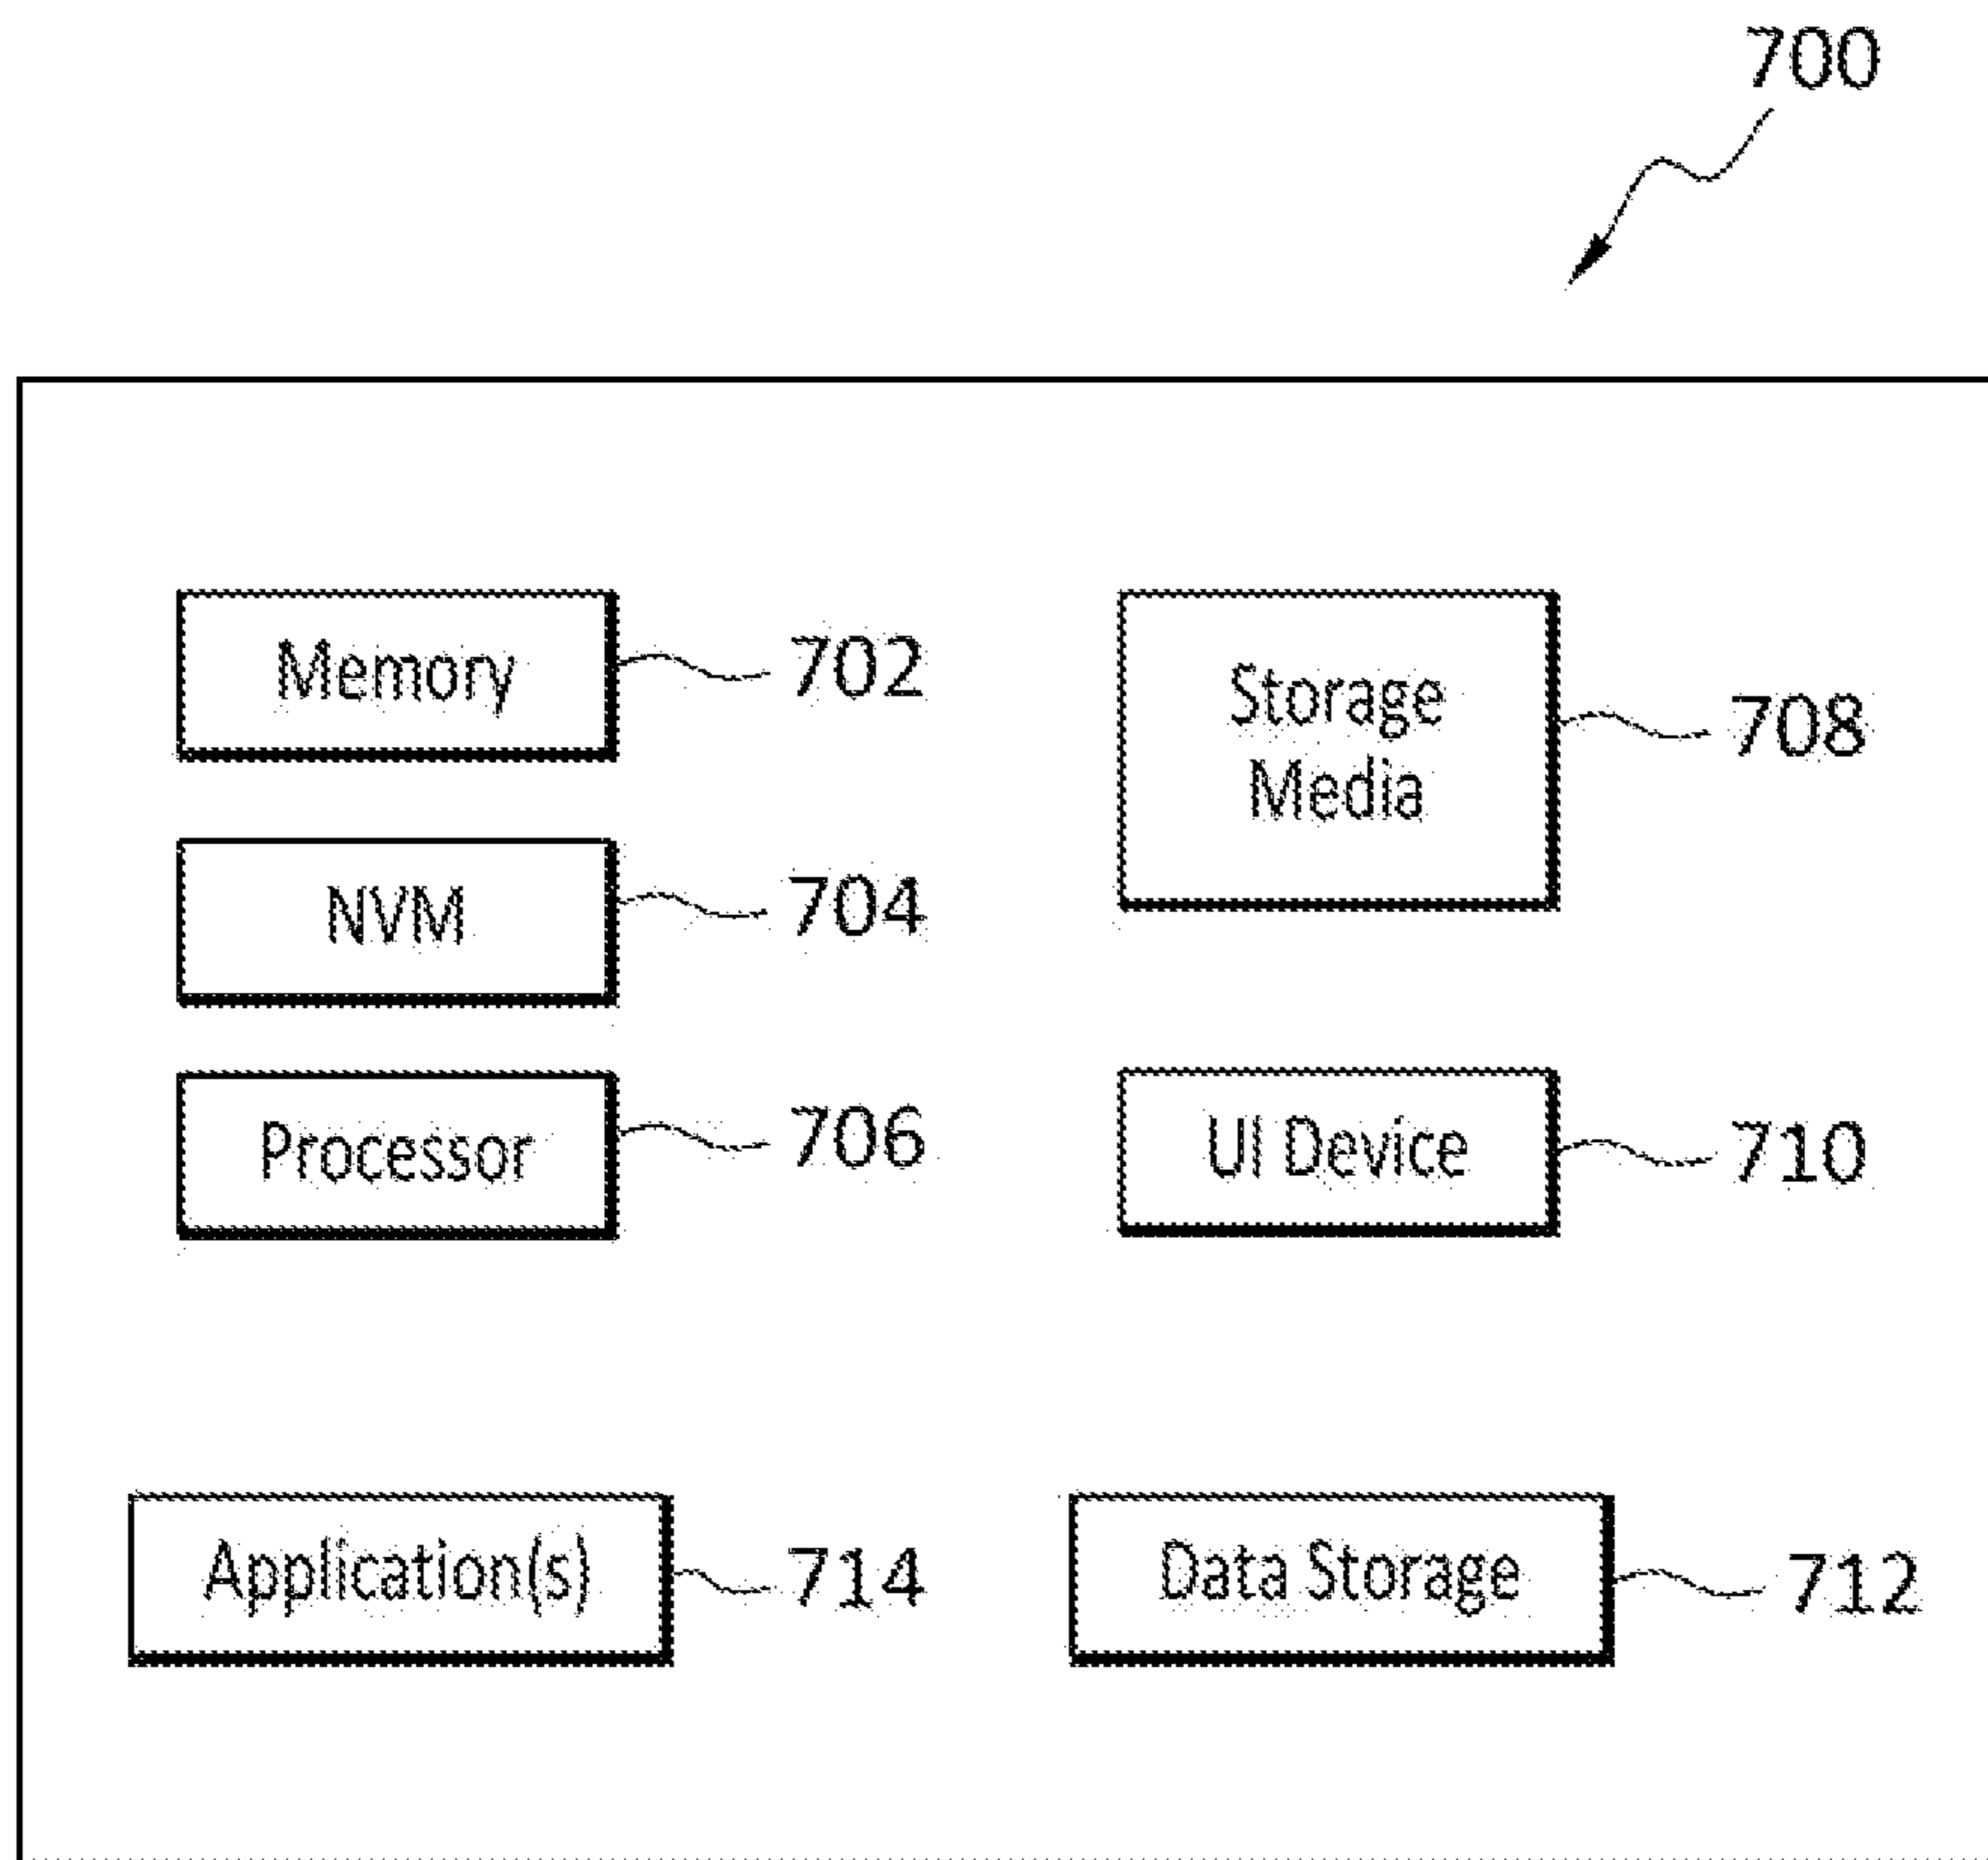 700
Memory
702
Storage
Media
708
NVM
704
Processor
706
UI Device
710
Application(s)
714
Data Storage
712